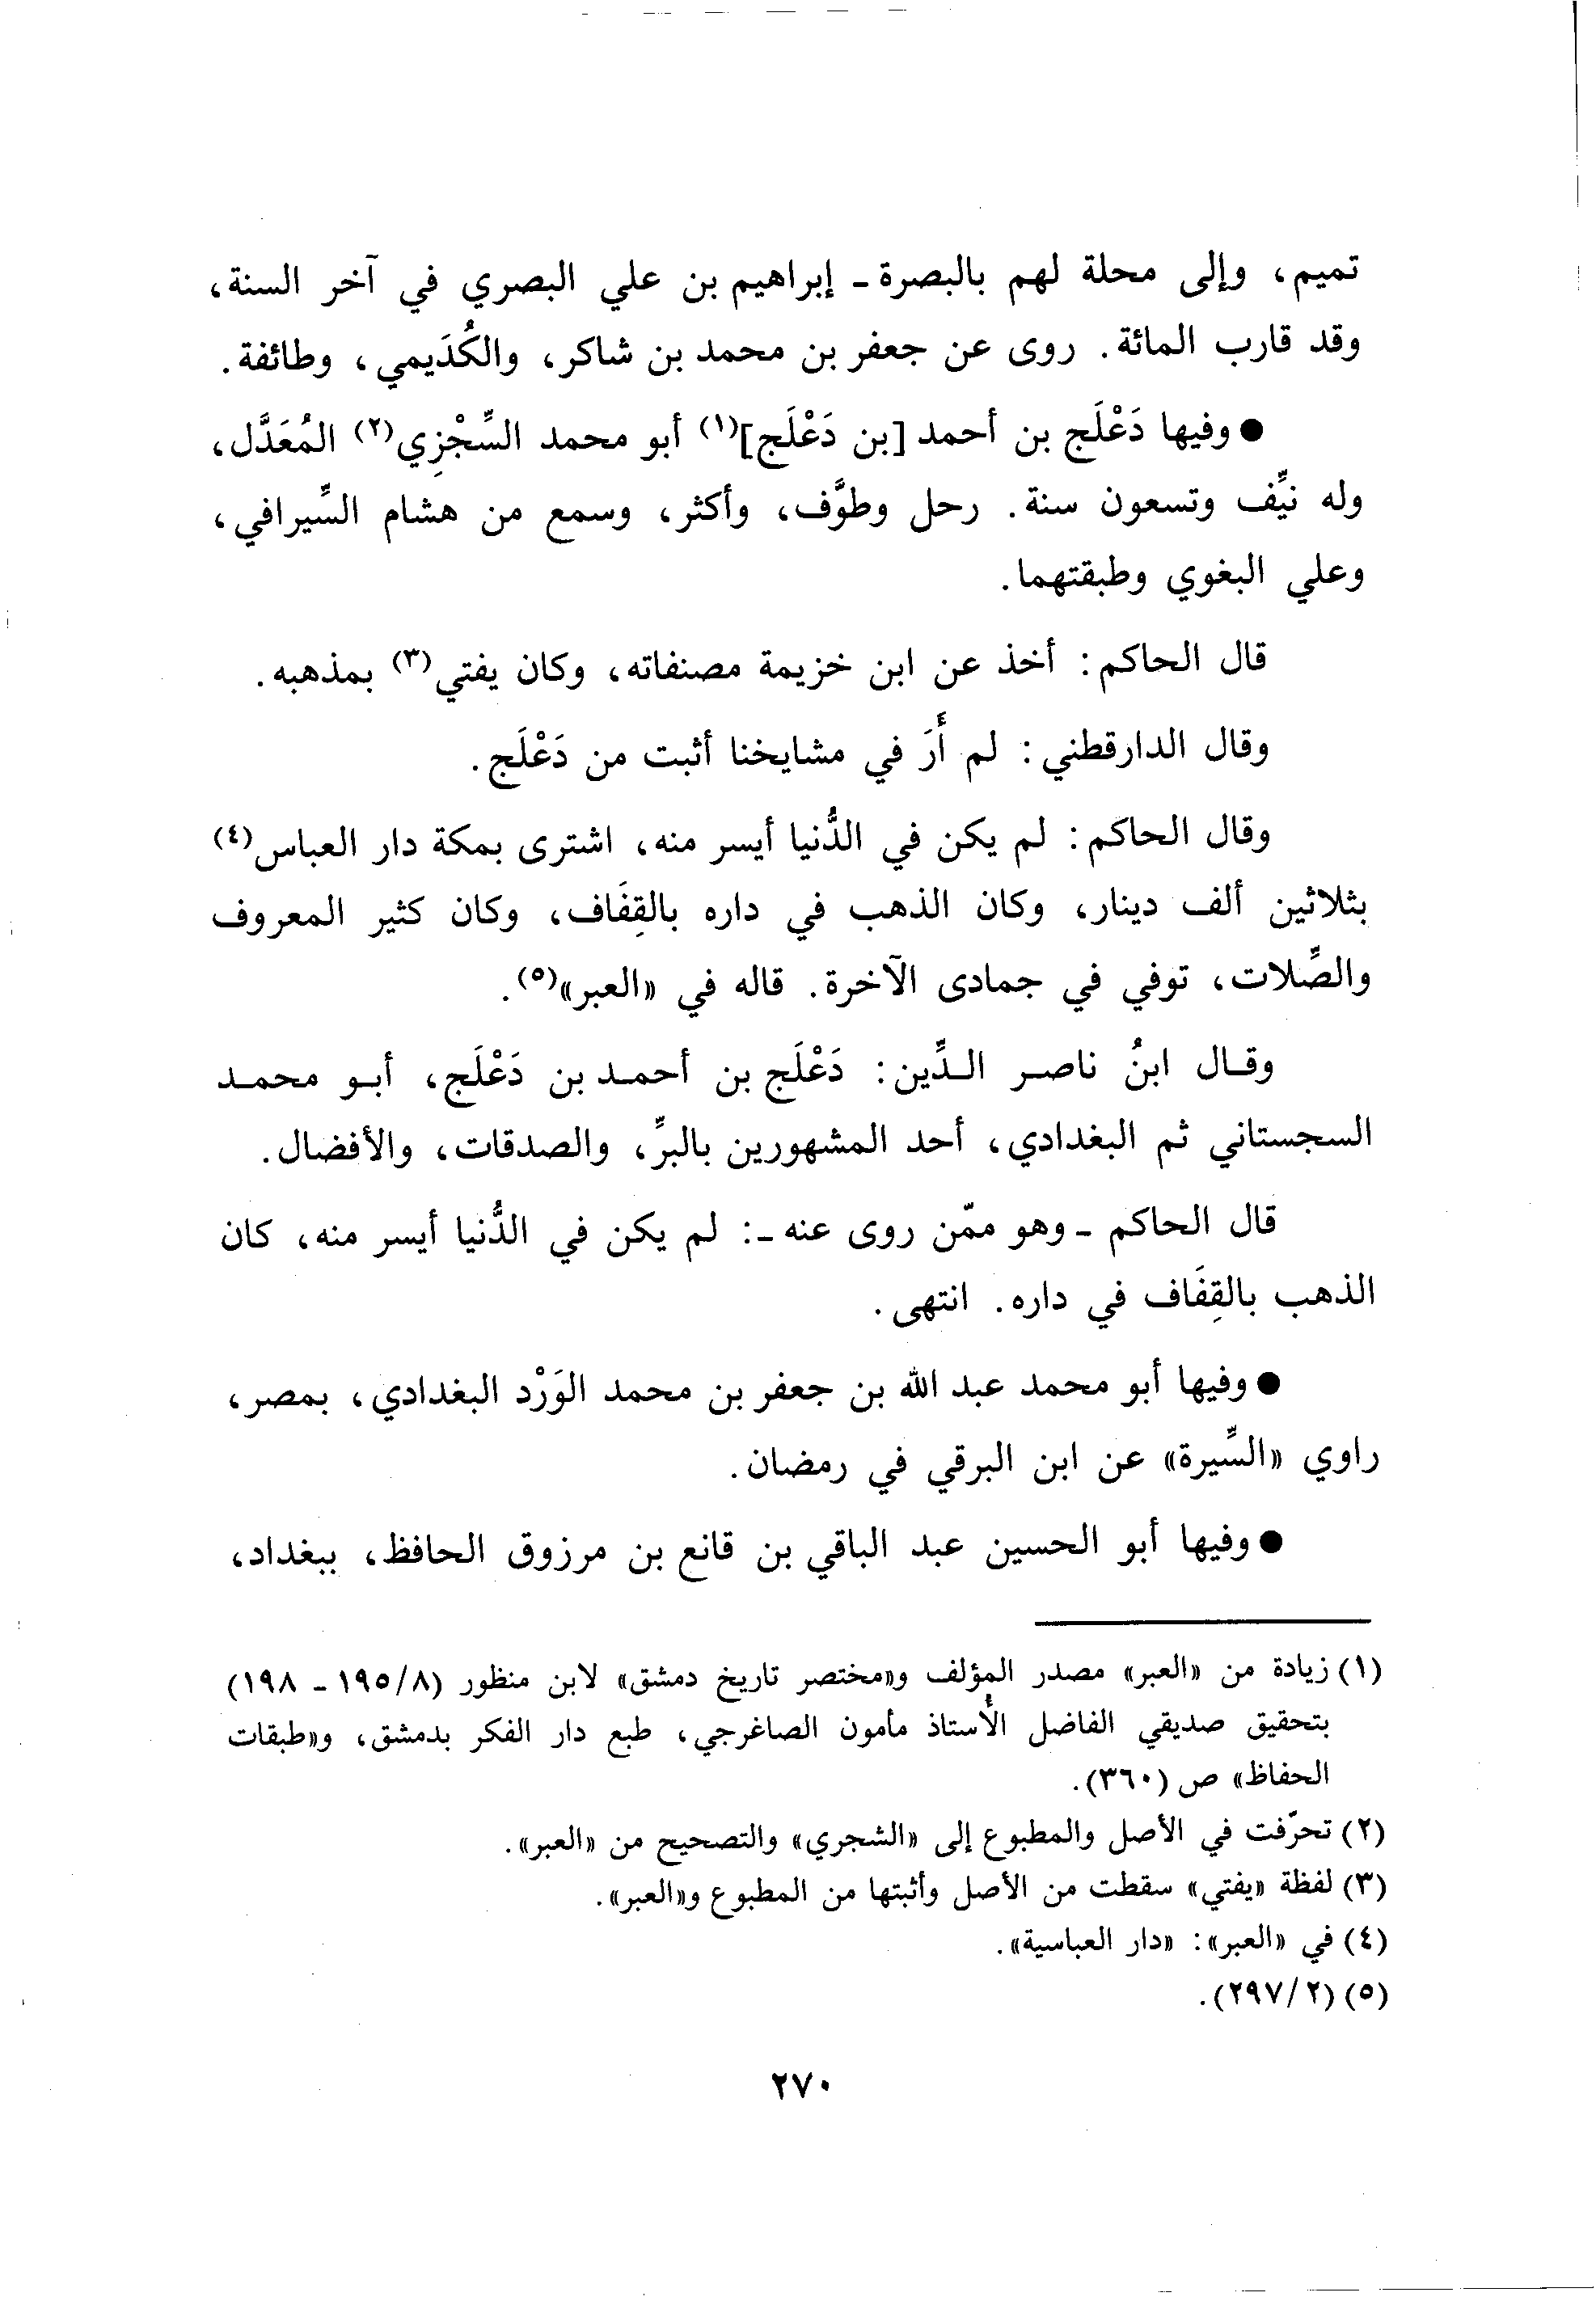 تميم، وإلى محلة لهم بالبصرة - إبراهيم بن علي البصري في آخر السنة،
وقد قارب المائة. روى عن جعفر بن محمد بن شاكر، والكُدَيمي، وطائفة.
● وفيها دَعْلَج بن أحمد [بن دَعْلَج](١) أبو محمد السِّجْزِي(٢) المُعَدَّل،
وله نيِّف وتسعون سنة. رحل وطوَّف، وأكثر، وسمع من هشام السِّيرافي،
وعلي البغوي وطبقتهما.
قال الحاكم: أخذ عن ابن خزيمة مصنفاته، وكان يفتي(٣) بمذهبه.
وقال الدارقطني: لم أَرَ في مشايخنا أثبت من دَعْلَج.
وقال الحاكم: لم يكن في الدُّنيا أيسر منه، اشترى بمكة دار العباس(٤)
بثلاثين ألف دينار، وكان الذهب في داره بالقِفَاف، وكان كثير المعروف
والصِّلات، توفي في جمادى الآخرة. قاله في «العبر»(٥).
وقال ابنُ ناصر الدِّين: دَعْلَج بن أحمد بن دَعْلَج، أبو محمد
السجستاني ثم البغدادي، أحد المشهورين بالبرِّ، والصدقات، والأفضال.
قال الحاكم - وهو ممّن روى عنه -: لم يكن في الدُّنيا أيسر منه، كان
الذهب بالقِفَاف في داره. انتهى.
● وفيها أبو محمد عبد الله بن جعفر بن محمد الوَرْد البغدادي، بمصر،
راوي «السِّيرة» عن ابن البرقي في رمضان.
● وفيها أبو الحسين عبد الباقي بن قانع بن مرزوق الحافظ، ببغداد،
(١) زيادة من «العبر» مصدر المؤلف و«مختصر تاريخ دمشق» لابن منظور (٨/ ١٩٥ - ١٩٨)
بتحقيق صديقي الفاضل الأُستاذ مأمون الصاغرجي، طبع دار الفكر بدمشق، و«طبقات
الحفاظ» ص (٣٦٠).
(٢) تحرّفت في الأصل والمطبوع إلى «الشجري» والتصحيح من «العبر».
(٣) لفظة «يفتي» سقطت من الأصل وأثبتها من المطبوع و«العبر».
(٤) في «العبر»: «دار العباسية».
(٥) (٢/ ٢٩٧).
٢٧٠